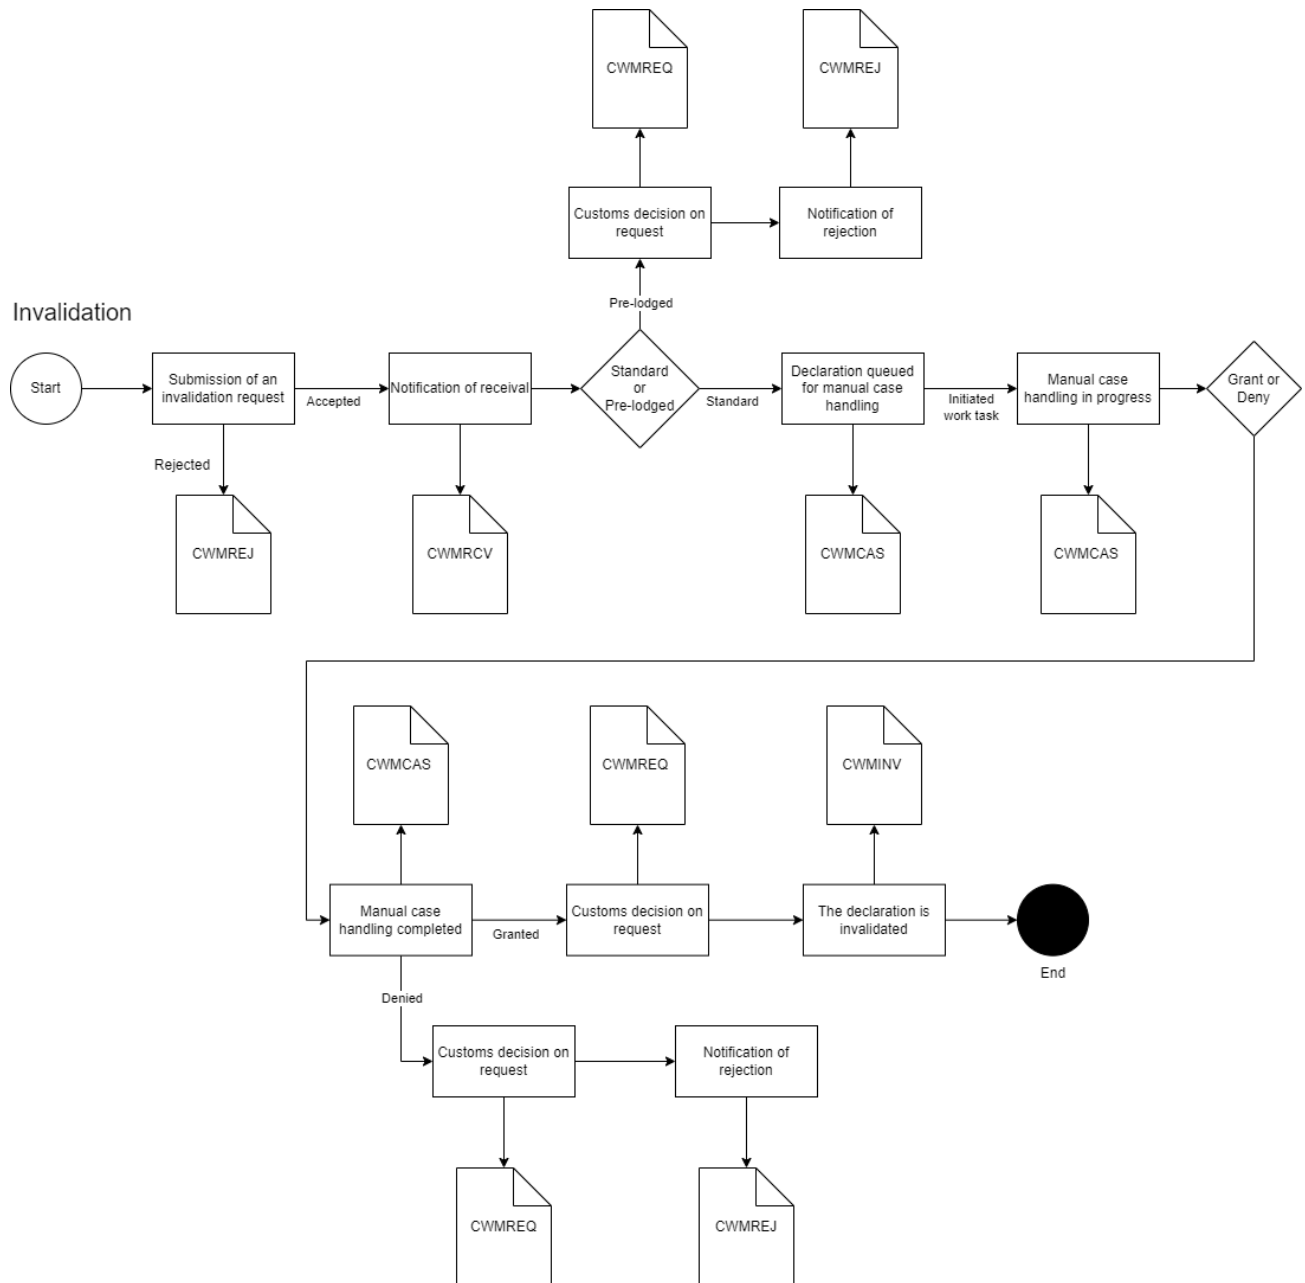 CWMREQ
CWMREJ
Customs decision on
request
Notification of
rejection
Pre-lodged
Invalidation
Start
Submission of an
invalidation request
Accepted
Notification of receival
Standard
or
Pre-lodged
Standard
Declaration queued
for manual case
handling
Initiated
work task
Manual case
handling in progress
Grant or
Deny
Rejected
CWMREJ
CWMRCV
CWMCAS
CWMCAS
CWMCAS
CWMREQ
CWMINV
Manual case
handling completed
Granted
Customs decision on
request
The declaration is
invalidated
End
Denied
Customs decision on
request
Notification of
rejection
CWMREQ
CWMREJ